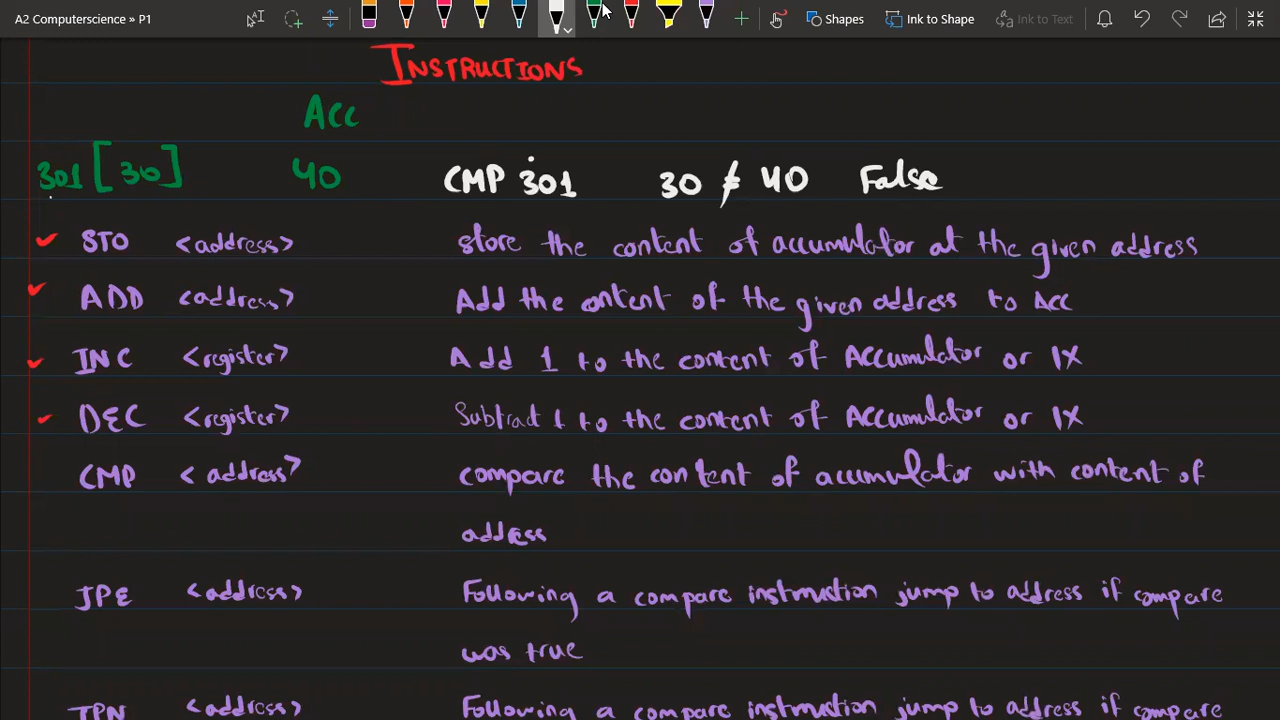 A2 Computerscience » P1
Shapes
Ink to Shape
Ink to Text
INSTRUCTIONS
ACC
301 [30] 40 CMP 301 30 ≠ 40 False
STO <address> store the content of accumulator at the given address
ADD <address> Add the content of the given address to Acc
INC <register> Add 1 to the content of Accumulator or IX
DEC <register> Subtract 1 to the content of Accumulator or IX
CMP <address> compare the content of accumulator with content of
address
JPE <address> Following a compare instruction jump to address if compare
was true
JPN <address> Following a compare instruction jump to address if compare